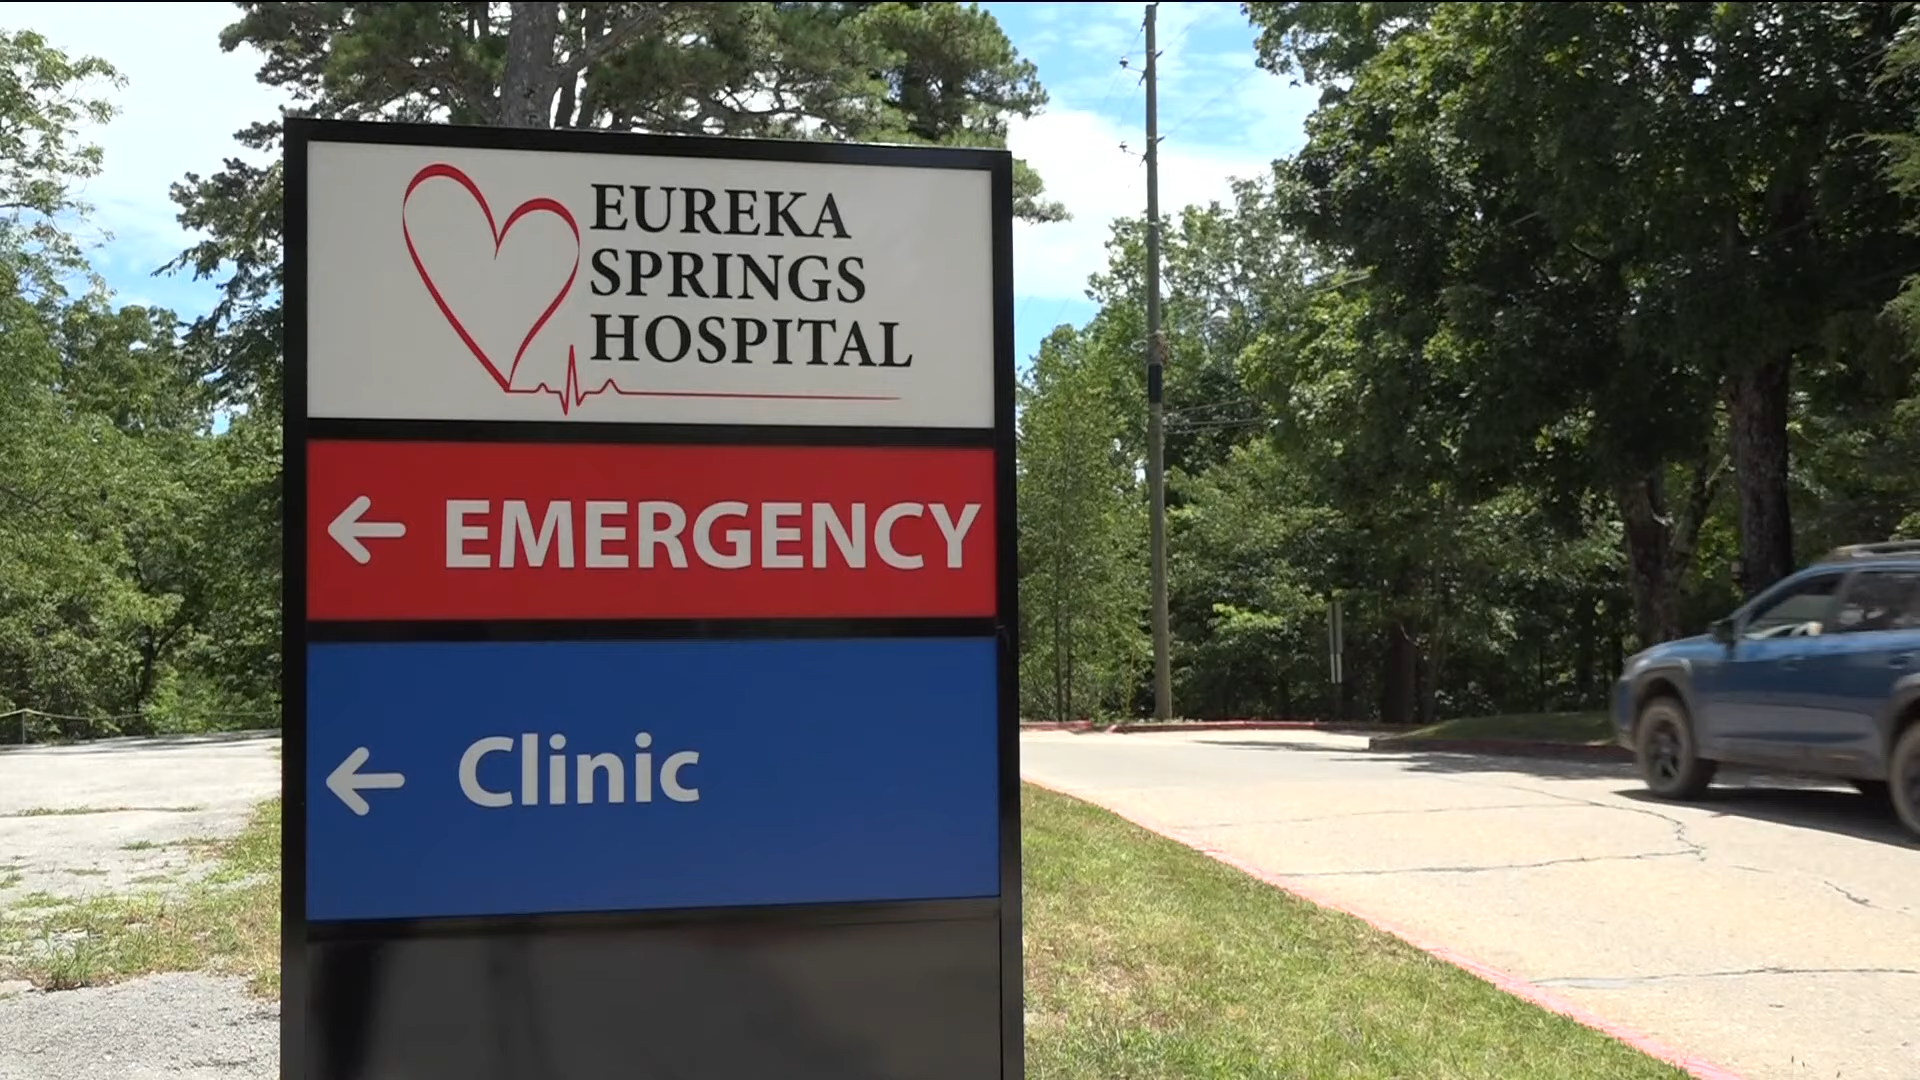 EUREKA
SPRINGS
HOSPITAL
← EMERGENCY
← Clinic